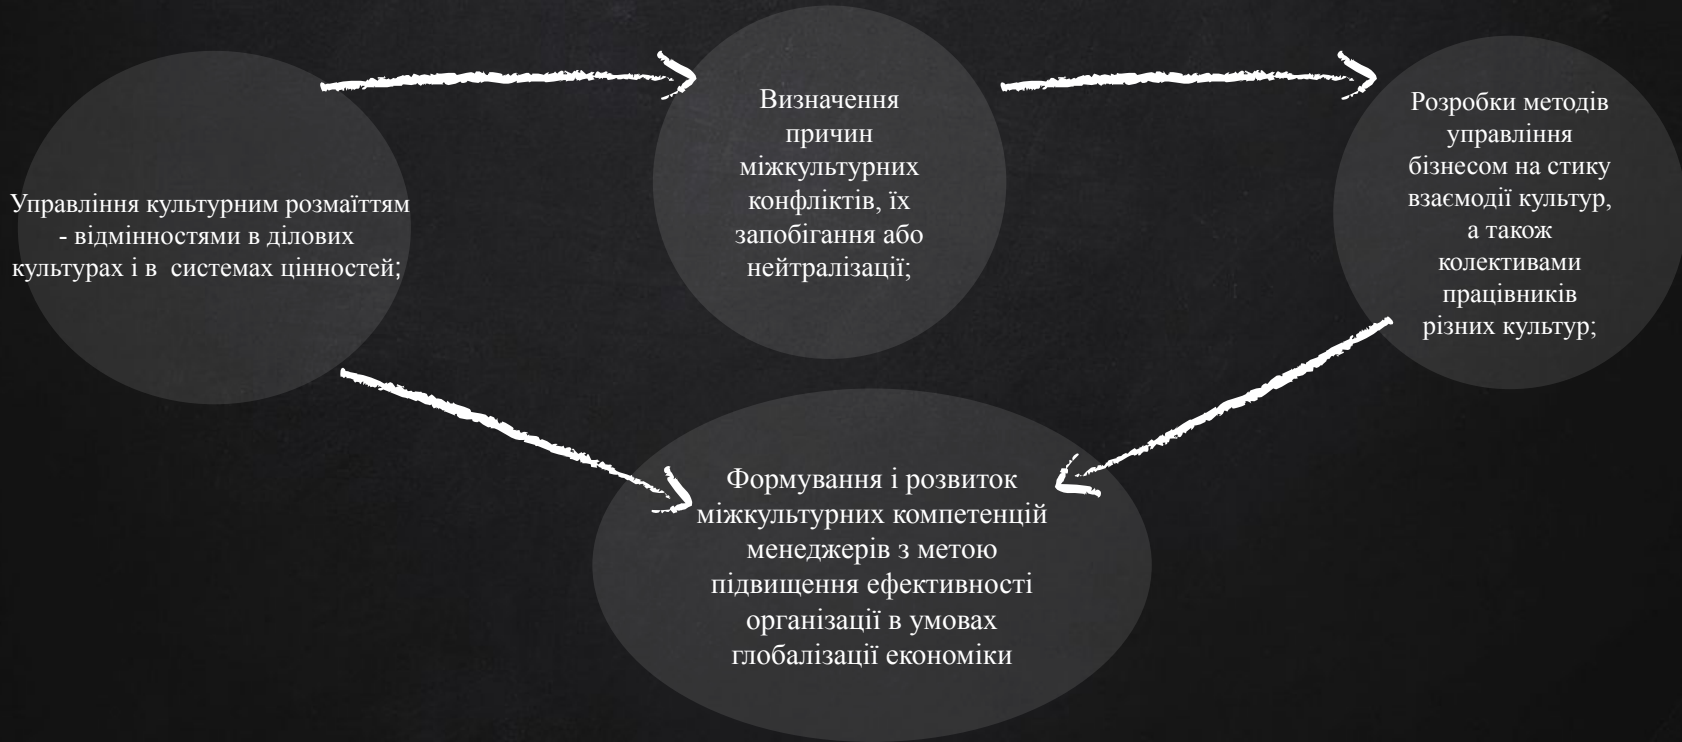 Управління культурним розмаїттям
- відмінностями в ділових
культурах і в  системах цінностей;
Визначення
причин
міжкультурних
конфліктів, їх
запобігання або
нейтралізації;
Розробки методів
управління
бізнесом на стику
взаємодії культур,
а також
колективами
працівників
різних культур;
Формування і розвиток
міжкультурних компетенцій
менеджерів з метою
підвищення ефективності
організації в умовах
глобалізації економіки